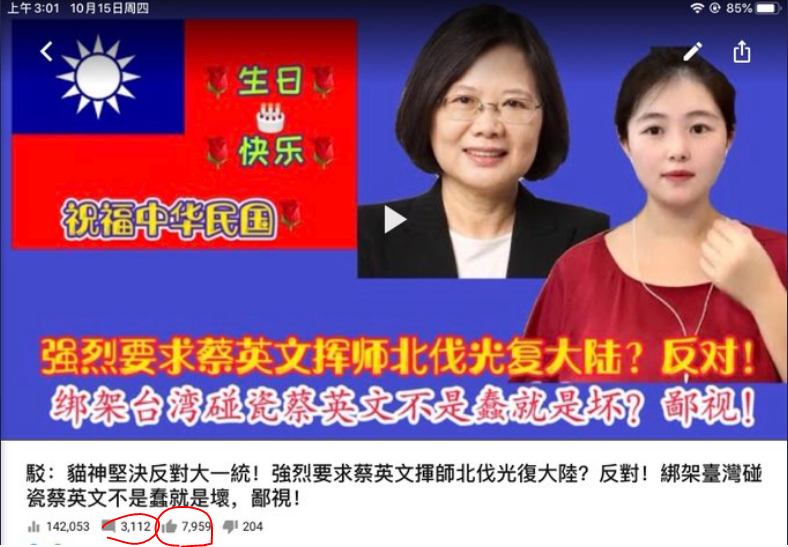 上午3:01 10月15日周四 85%
生日
快乐
祝福中华民国
强烈要求蔡英文挥师北伐光复大陆？反对！
绑架台湾碰瓷蔡英文不是蠢就是坏？鄙视！
駁：貓神堅決反對大一統！強烈要求蔡英文揮師北伐光復大陸？反對！綁架臺灣碰
瓷蔡英文不是蠢就是壞，鄙視！
142,053 3,112 7,959 204